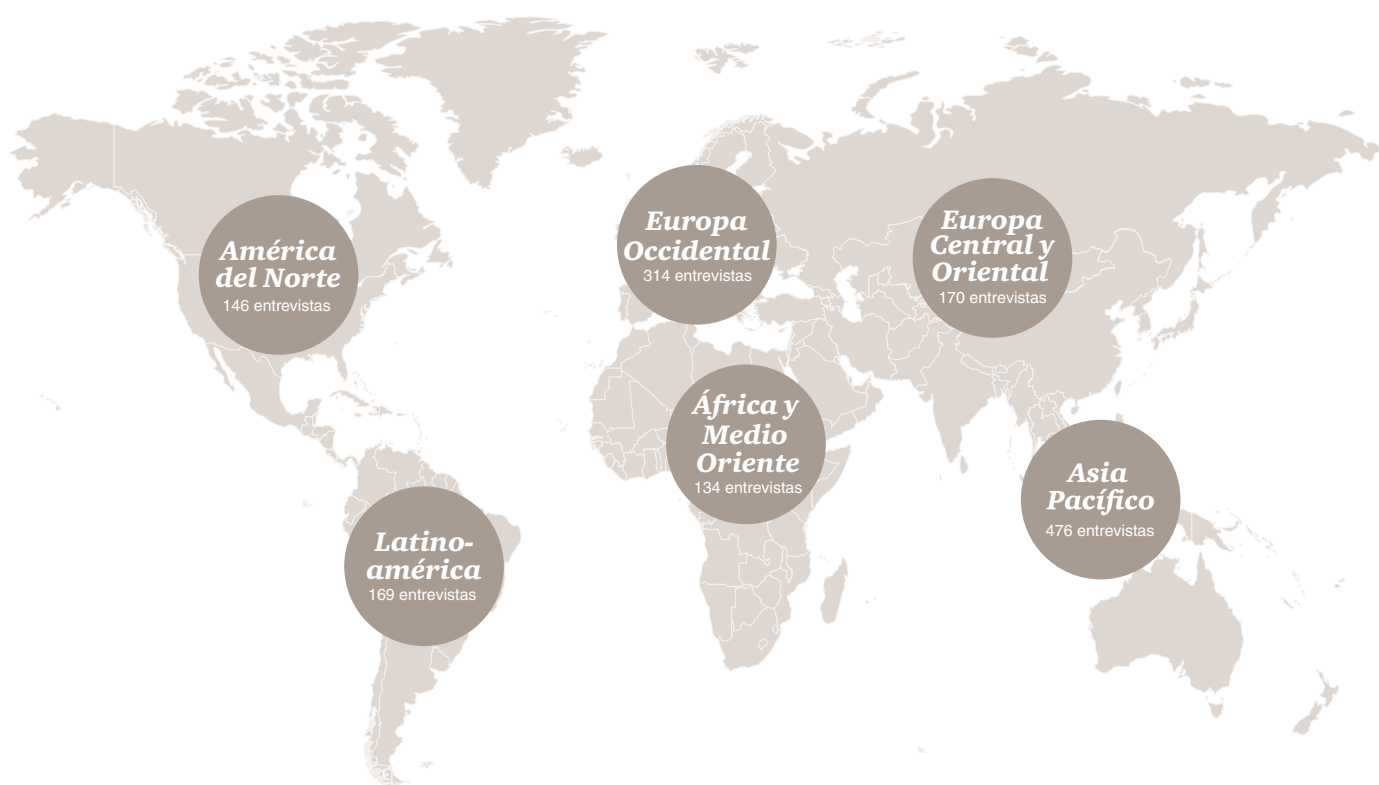 América
del Norte
146 entrevistas
Europa
Occidental
314 entrevistas
Europa
Central y
Oriental
170 entrevistas
África y
Medio
Oriente
134 entrevistas
Asia
Pacífico
476 entrevistas
Latino-
américa
169 entrevistas